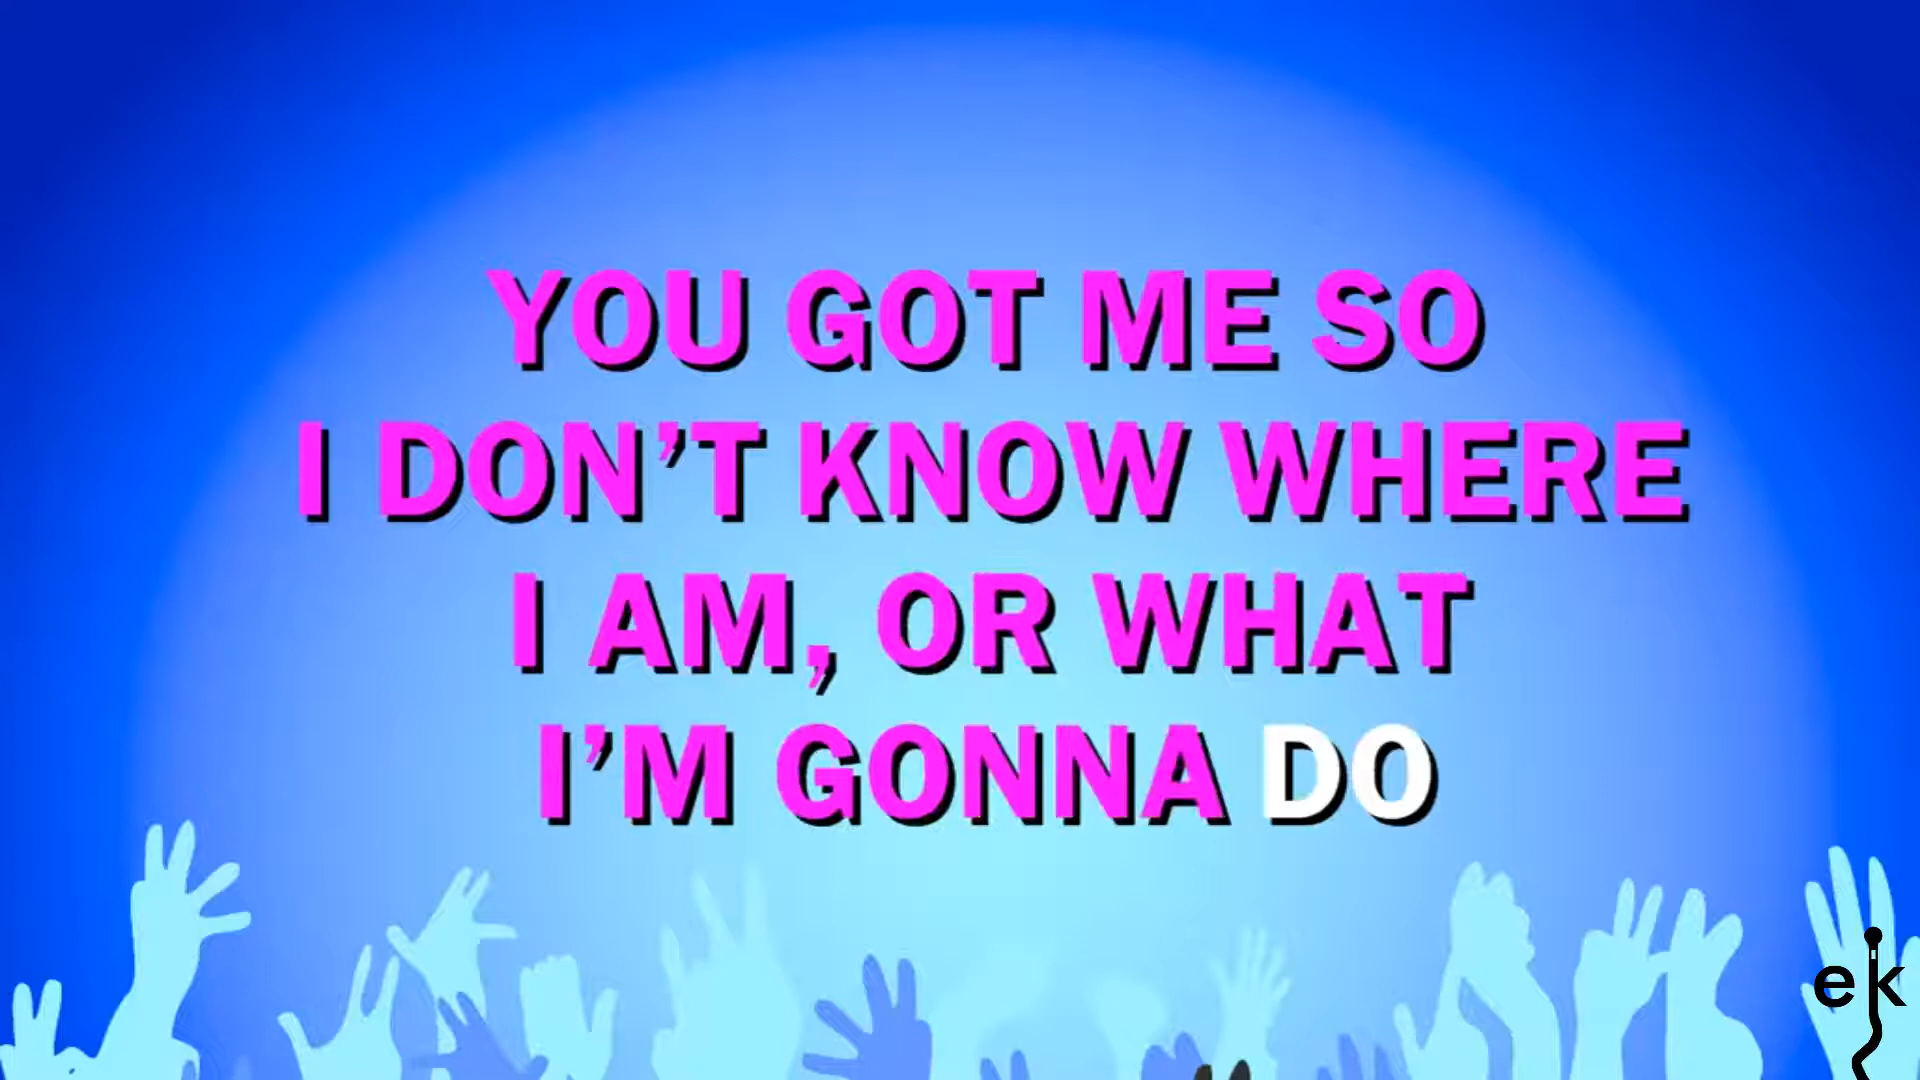 YOU GOT ME SO
I DON’T KNOW WHERE
I AM, OR WHAT
I’M GONNA DO
ek